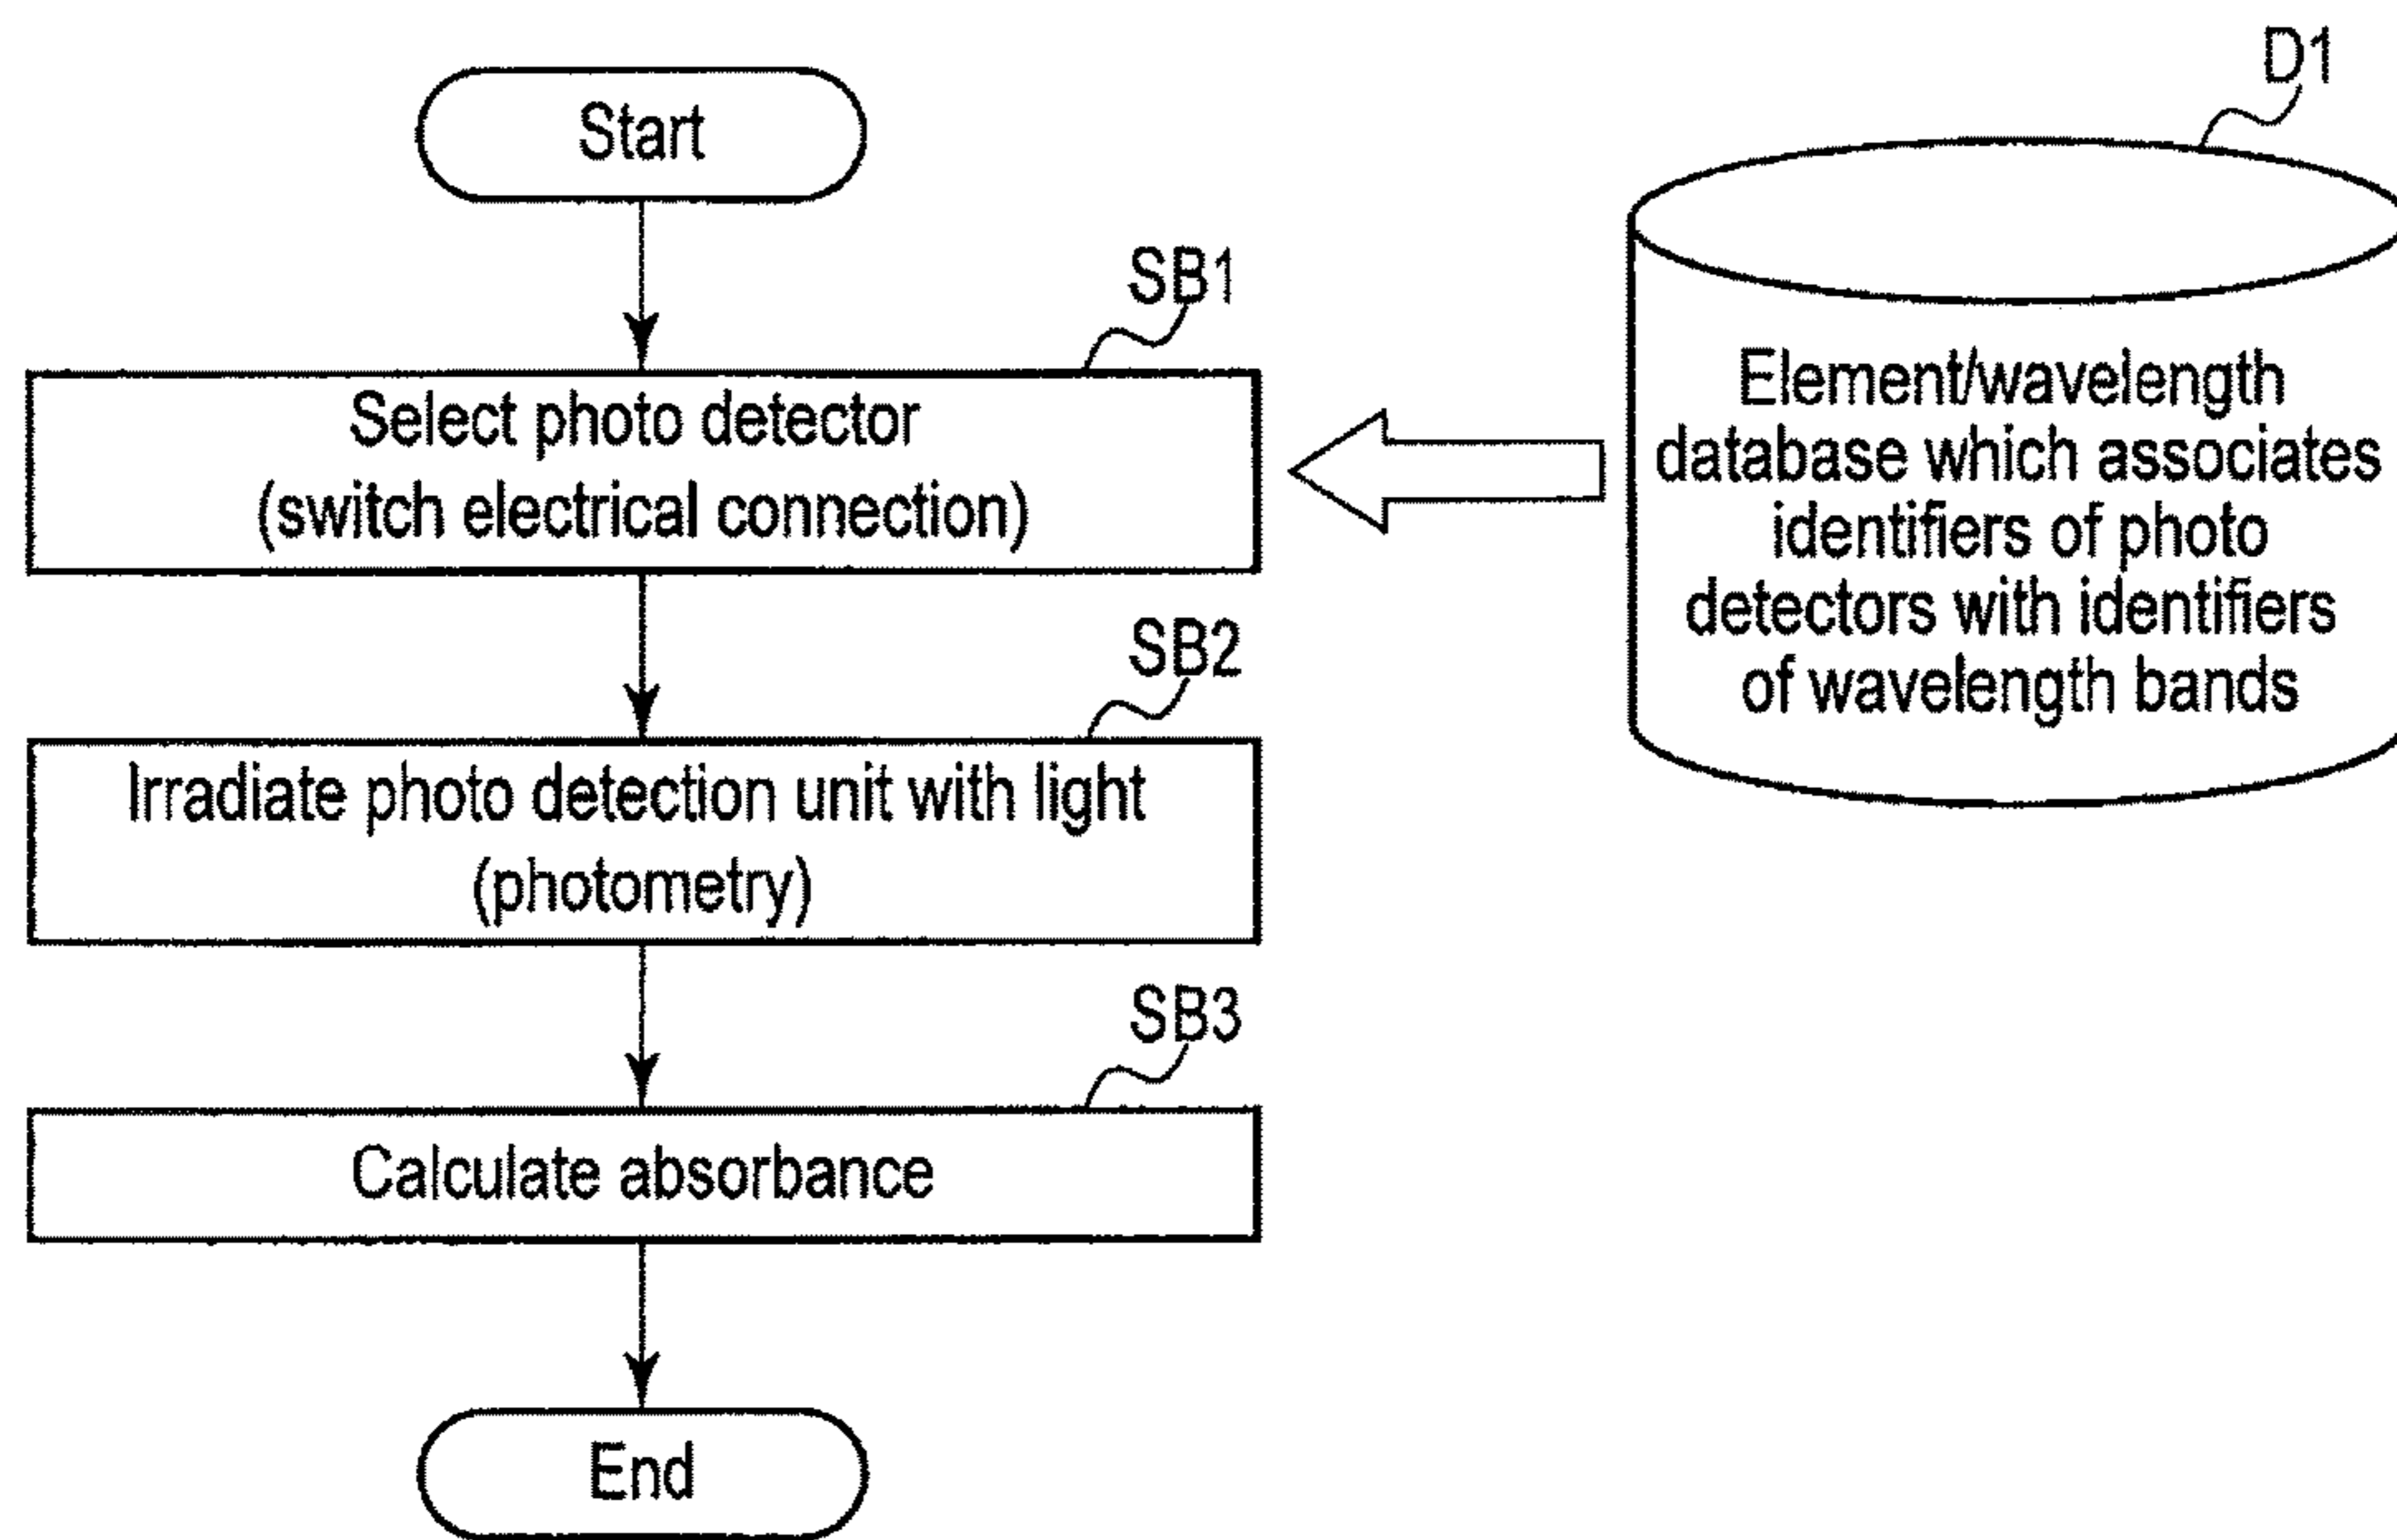 Start
SB1
Select photo detector
(switch electrical connection)
SB2
Irradiate photo detection unit with light
(photometry)
SB3
Calculate absorbance
End
D1
Element/wavelength
database which associates
identifiers of photo
detectors with identifiers
of wavelength bands